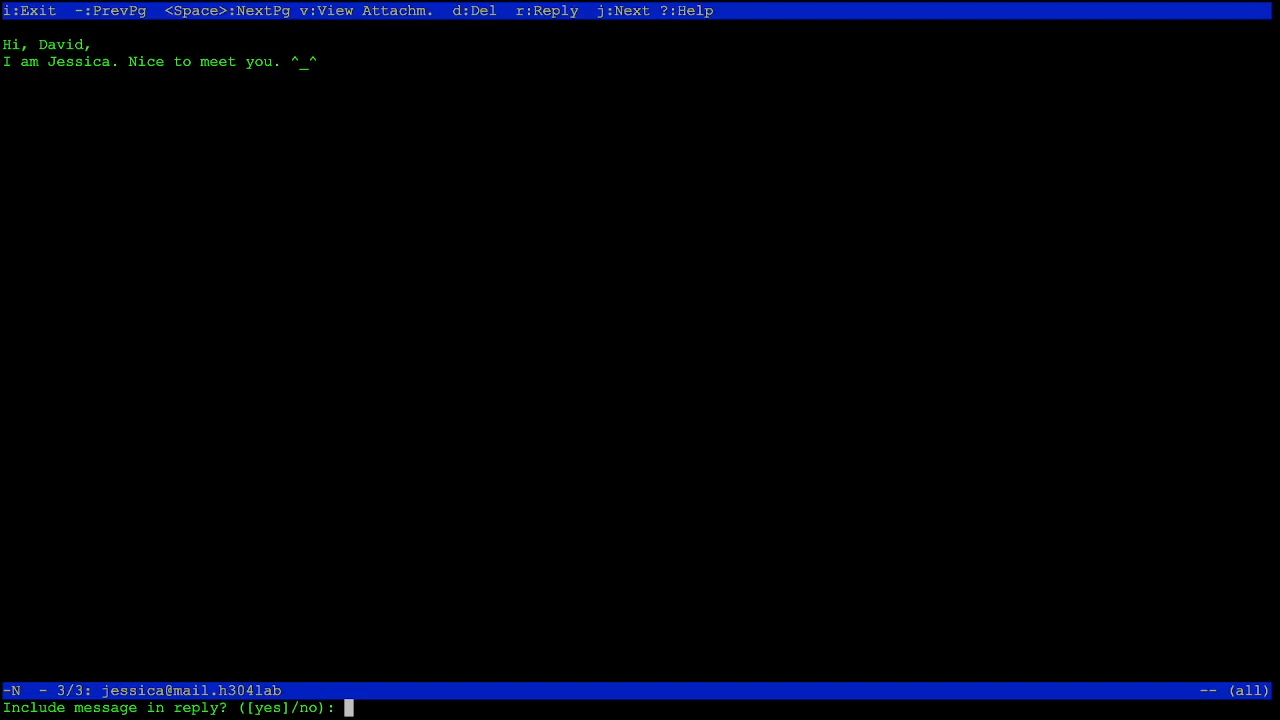 i:Exit  -:PrevPg  <Space>:NextPg v:View Attachm.  d:Del  r:Reply  j:Next ?:Help
Hi, David,
I am Jessica. Nice to meet you. ^_^
-N  - 3/3: jessica@mail.h304lab  -- (all)
Include message in reply? ([yes]/no):